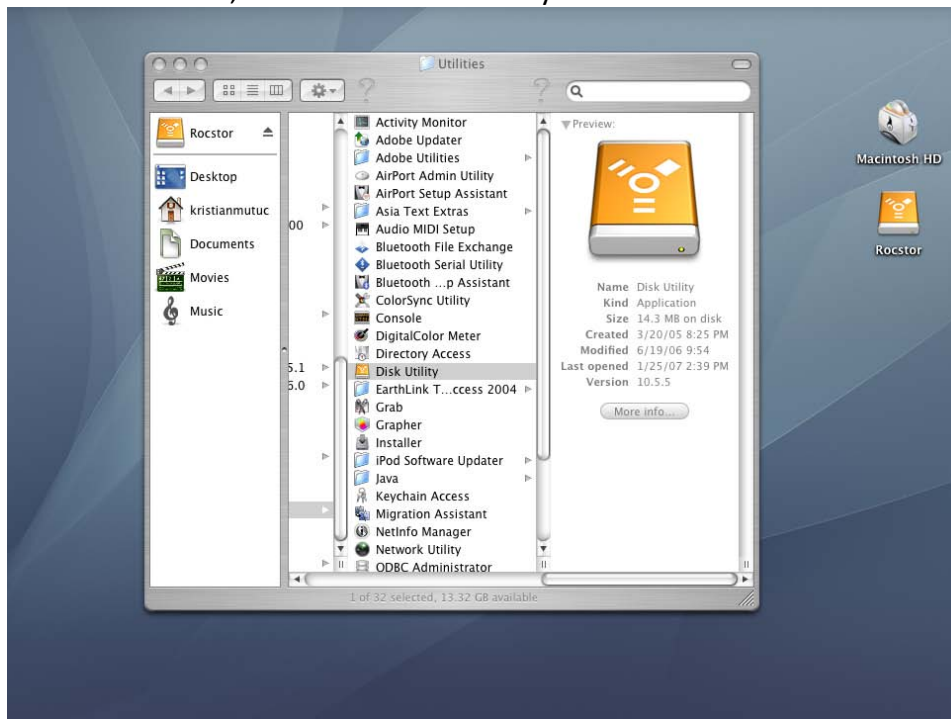 Utilities
Rocstor
Desktop
kristianmutuc
Documents
Movies
Music
00
5.1
6.0
Activity Monitor
Adobe Updater
Adobe Utilities
AirPort Admin Utility
AirPort Setup Assistant
Asia Text Extras
Audio MIDI Setup
Bluetooth File Exchange
Bluetooth Serial Utility
Bluetooth ...p Assistant
ColorSync Utility
Console
DigitalColor Meter
Directory Access
Disk Utility
EarthLink T...ccess 2004
Grab
Grapher
Installer
iPod Software Updater
Java
Keychain Access
Migration Assistant
NetInfo Manager
Network Utility
ODBC Administrator
Preview:
Name Disk Utility
Kind Application
Size 14.3 MB on disk
Created 3/20/05 8:25 PM
Modified 6/19/06 9:54
Last opened 1/25/07 2:39 PM
Version 10.5.5
More info...
1 of 32 selected, 13.32 GB available
Macintosh HD
Rocstor